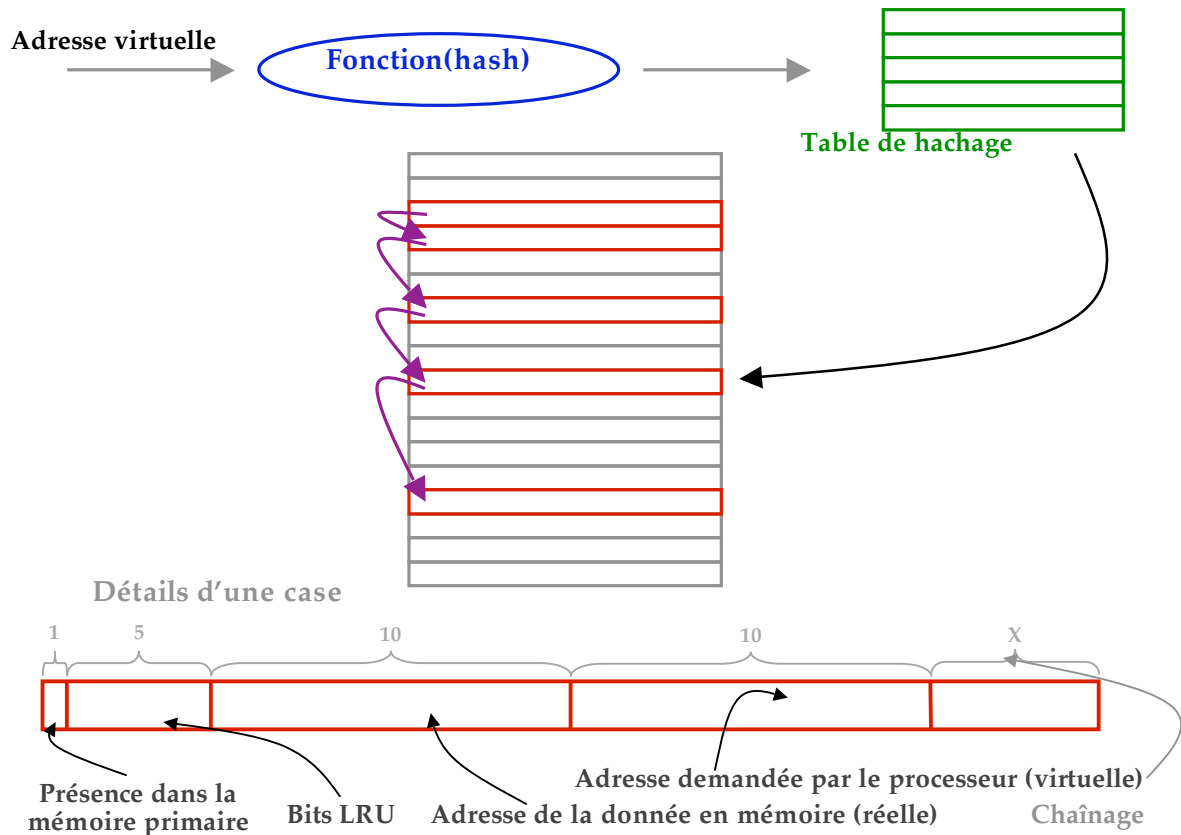 Adresse virtuelle
Fonction(hash)
Table de hachage
Détails d’une case
1
5
10
10
X
Présence dans la
mémoire primaire
Bits LRU
Adresse de la donnée en mémoire (réelle)
Adresse demandée par le processeur (virtuelle)
Chaînage